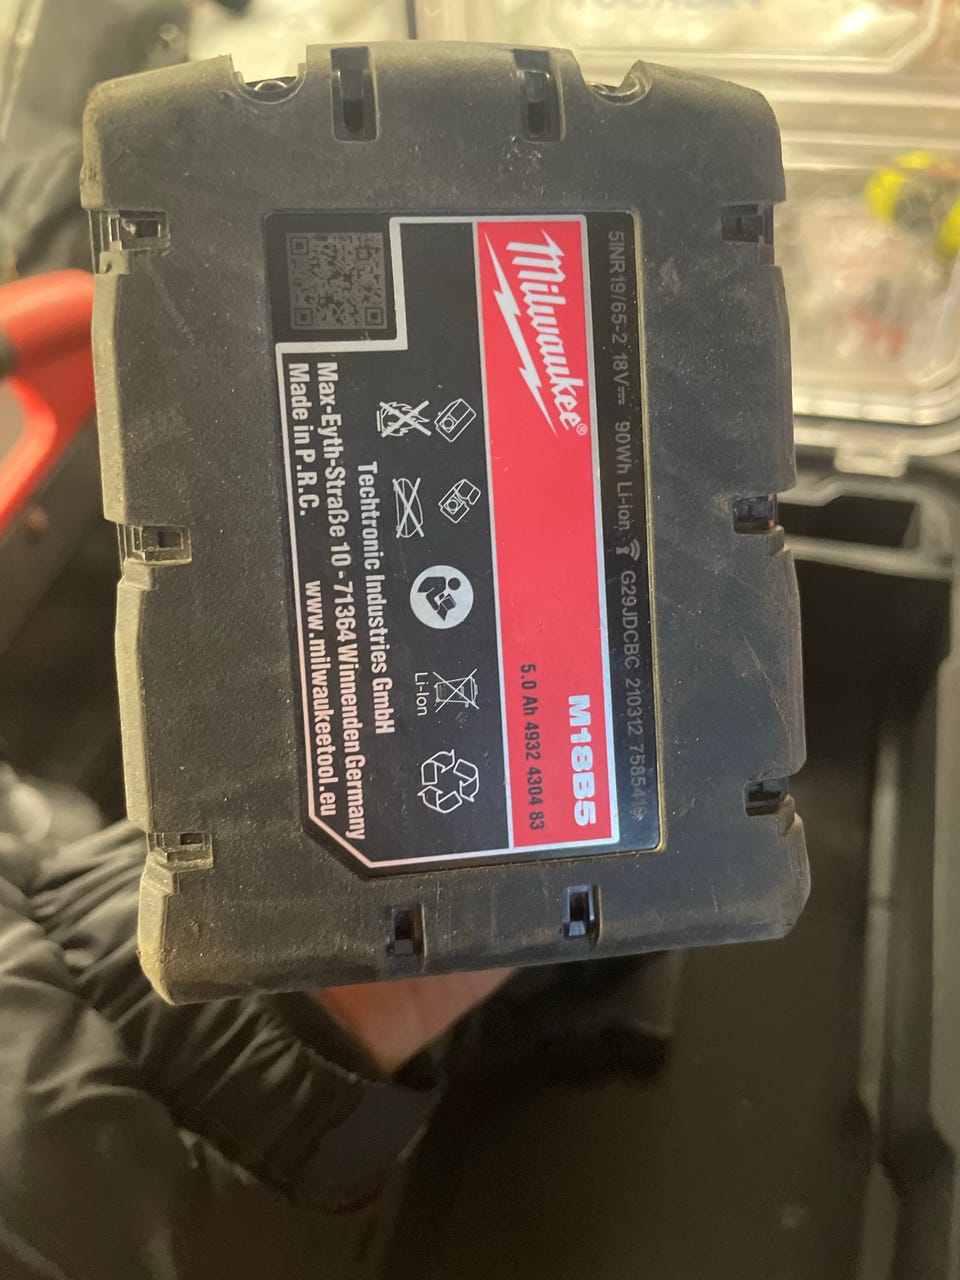 5INR19/65-2 18V⎓ 90Wh Li-ion G29JDCBC 210312 758541
Milwaukee®
M18B5
5.0 Ah 4932 4304 83
Li-Ion
Techtronic Industries GmbH
Max-Eyth-Straße 10 - 71364 Winnenden Germany
Made in P.R.C. www.milwaukeetool.eu